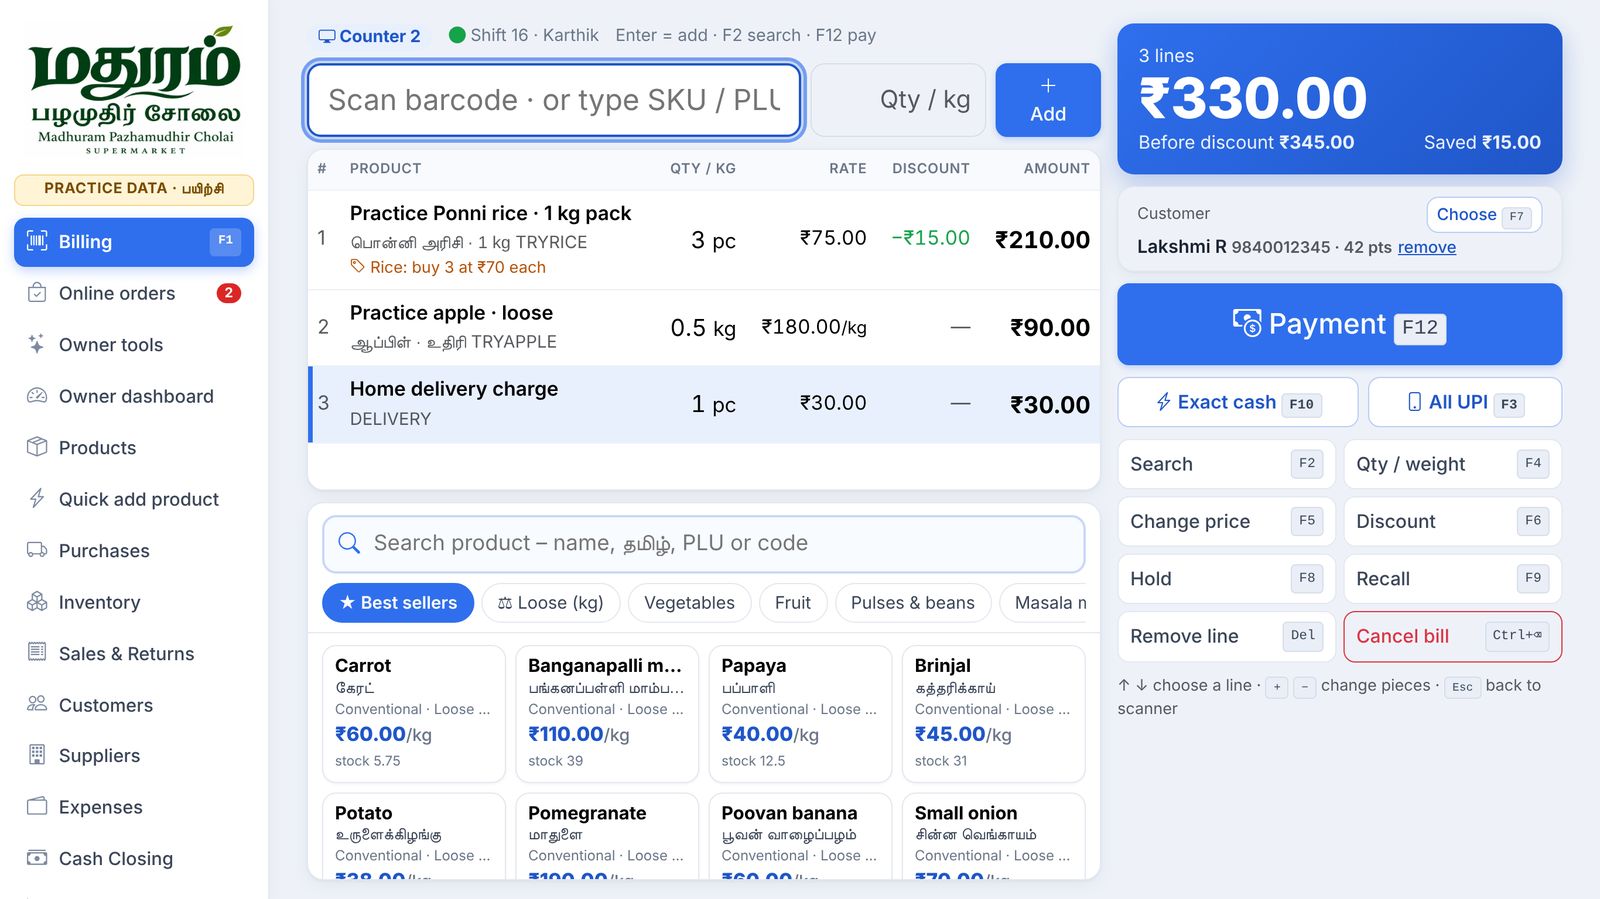 மதுரம்
பழமுதிர் சோலை
Madhuram Pazhamudhir Cholai
SUPERMARKET
PRACTICE DATA · பயிற்சி
Billing F1
Online orders 2
Owner tools
Owner dashboard
Products
Quick add product
Purchases
Inventory
Sales & Returns
Customers
Suppliers
Expenses
Cash Closing
Counter 2 Shift 16 · Karthik Enter = add · F2 search · F12 pay
Scan barcode · or type SKU / PLU
Qty / kg
+ Add
# PRODUCT QTY / KG RATE DISCOUNT AMOUNT
1 Practice Ponni rice · 1 kg pack 3 pc ₹75.00 −₹15.00 ₹210.00
பொன்னி அரிசி · 1 kg TRYRICE
Rice: buy 3 at ₹70 each
2 Practice apple · loose 0.5 kg ₹180.00/kg — ₹90.00
ஆப்பிள் · உதிரி TRYAPPLE
3 Home delivery charge 1 pc ₹30.00 — ₹30.00
DELIVERY
Search product – name, தமிழ், PLU or code
★ Best sellers Loose (kg) Vegetables Fruit Pulses & beans Masala
Carrot
கேரட்
Conventional · Loose ...
₹60.00/kg
stock 5.75
Banganapalli m...
பங்கனப்பள்ளி மாம்ப...
Conventional · Loose ...
₹110.00/kg
stock 39
Papaya
பப்பாளி
Conventional · Loose ...
₹40.00/kg
stock 12.5
Brinjal
கத்தரிக்காய்
Conventional · Loose ...
₹45.00/kg
stock 31
Potato
உருளைக்கிழங்கு
Conventional · Loose ...
Pomegranate
மாதுளை
Conventional · Loose ...
Poovan banana
பூவன் வாழைப்பழம்
Conventional · Loose ...
Small onion
சின்ன வெங்காயம்
Conventional · Loose ...
3 lines
₹330.00
Before discount ₹345.00 Saved ₹15.00
Customer Choose F7
Lakshmi R 9840012345 · 42 pts remove
Payment F12
Exact cash F10 All UPI F3
Search F2 Qty / weight F4
Change price F5 Discount F6
Hold F8 Recall F9
Remove line Del Cancel bill Ctrl+⌫
↑ ↓ choose a line · + − change pieces · Esc back to
scanner